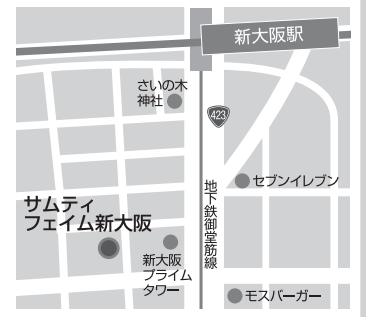 新大阪駅
さいの木
神社
423
セブンイレブン
地下鉄御堂筋線
サムティ
フェイム新大阪
新大阪
プライム
タワー
モスバーガー